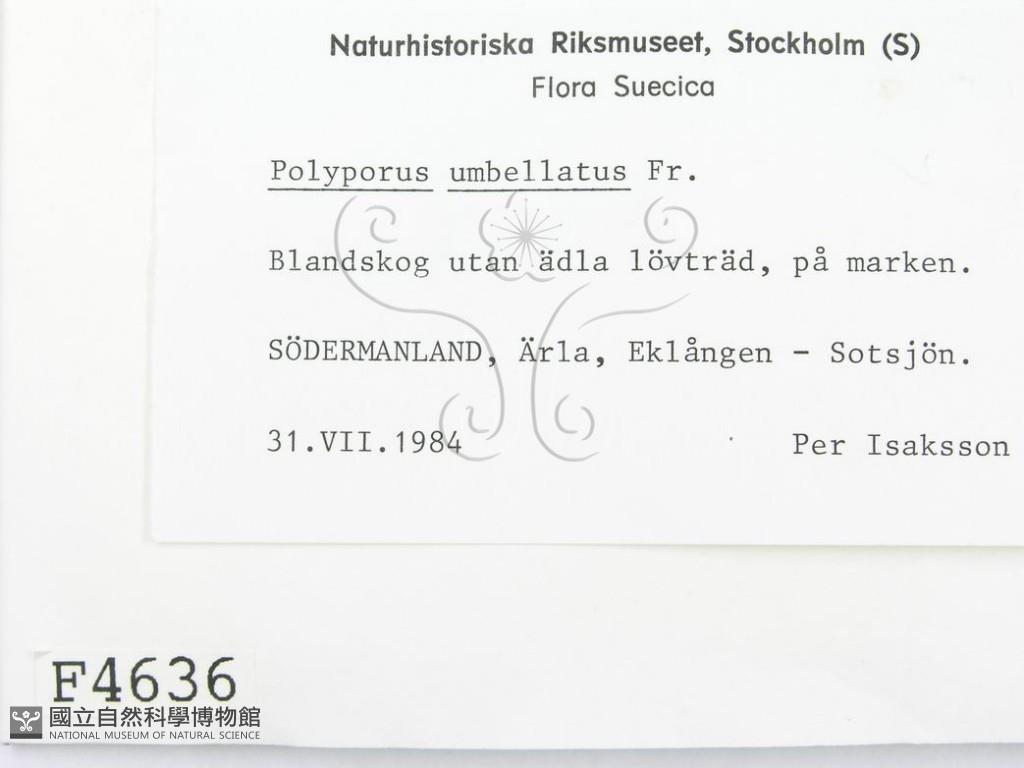 Naturhistoriska Riksmuseet, Stockholm (S)
Flora Suecica
Polyporus umbellatus Fr.
Blandskog utan ädla lövträd, på marken.
SÖDERMANLAND, Ärla, Eklången - Sotsjön.
31.VII.1984 Per Isaksson
F4636
國立自然科學博物館
NATIONAL MUSEUM OF NATURAL SCIENCE